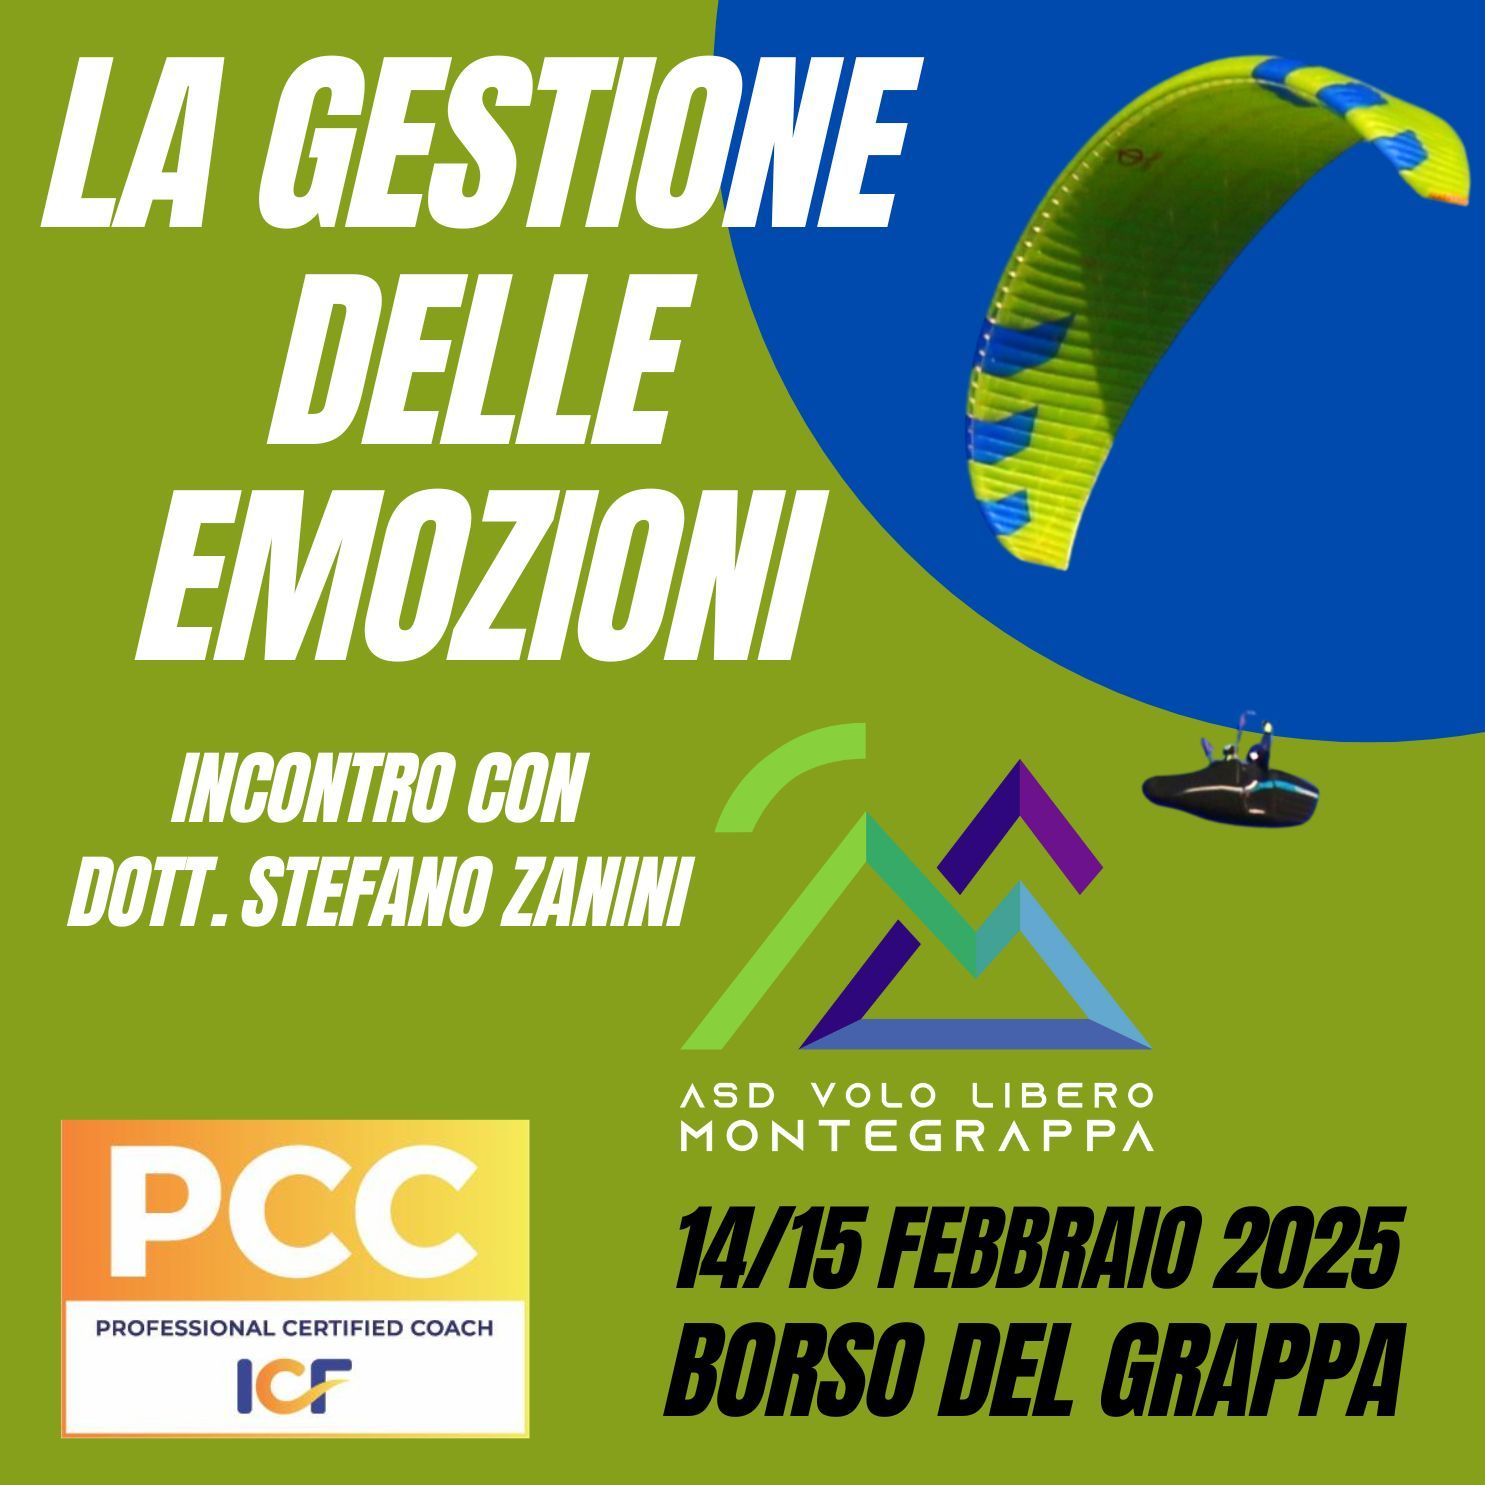 LA GESTIONE
DELLE
EMOZIONI
INCONTRO CON
DOTT. STEFANO ZANINI
ASD VOLO LIBERO
MONTEGRAPPA
PCC
PROFESSIONAL CERTIFIED COACH
ICF
14/15 FEBBRAIO 2025
BORSO DEL GRAPPA